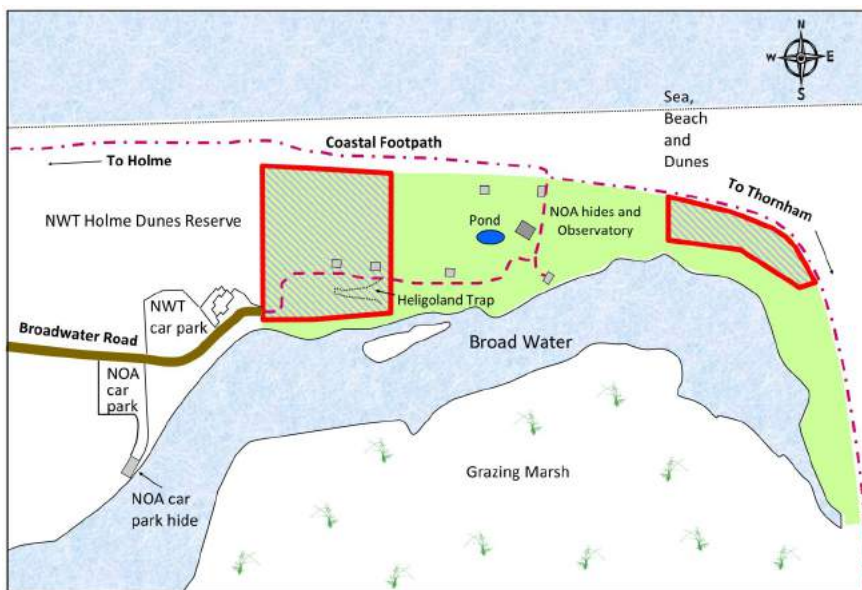 N
W E
S
Sea,
Beach
and
Dunes
Coastal Footpath
To Holme
To Thornham
NWT Holme Dunes Reserve
Pond
NOA hides and
Observatory
Heligoland Trap
NWT
car park
Broadwater Road
Broad Water
NOA
car
park
Grazing Marsh
NOA car
park hide